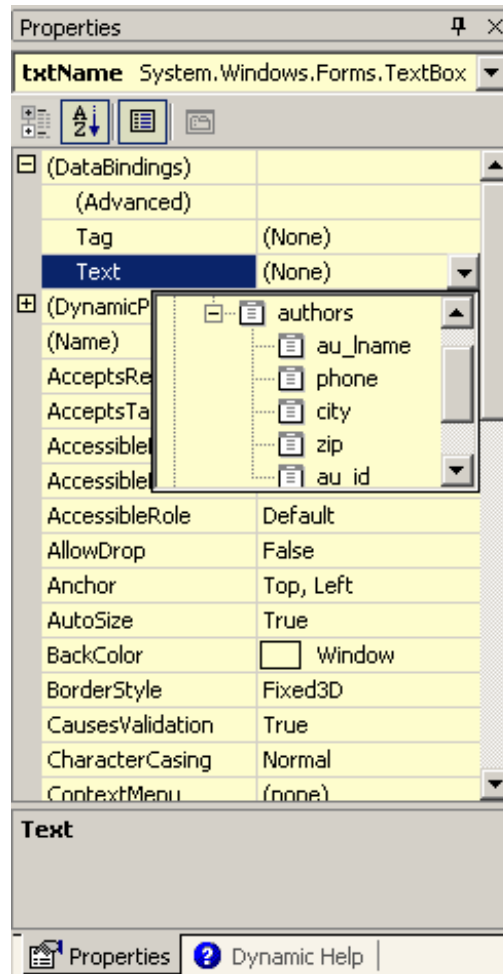 Properties
txtName System.Windows.Forms.TextBox
(DataBindings)
(Advanced)
Tag (None)
Text (None)
(DynamicP
authors
(Name)
au_lname
AcceptsRe
phone
AcceptsTa
city
Accessible
zip
Accessible
au_id
AccessibleRole Default
AllowDrop False
Anchor Top, Left
AutoSize True
BackColor Window
BorderStyle Fixed3D
CausesValidation True
CharacterCasing Normal
ContextMenu (none)
Text
Properties Dynamic Help